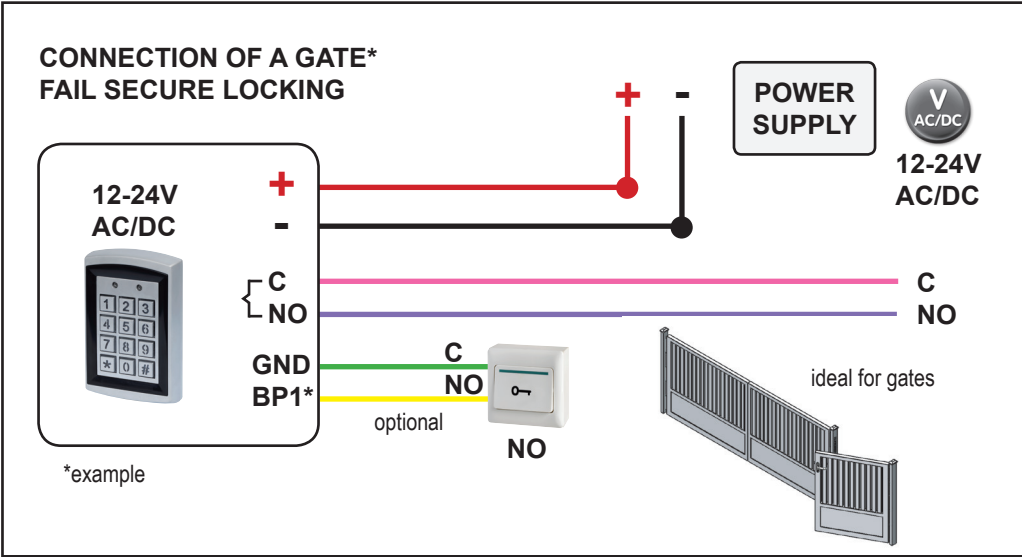 CONNECTION OF A GATE*
FAIL SECURE LOCKING
+ -
POWER
SUPPLY
V
AC/DC
12-24V
AC/DC
12-24V
AC/DC
+
-
C
NO
C
NO
1 2 3
4 5 6
7 8 9
* 0 #
GND
BP1*
C
NO
optional
NO
ideal for gates
*example